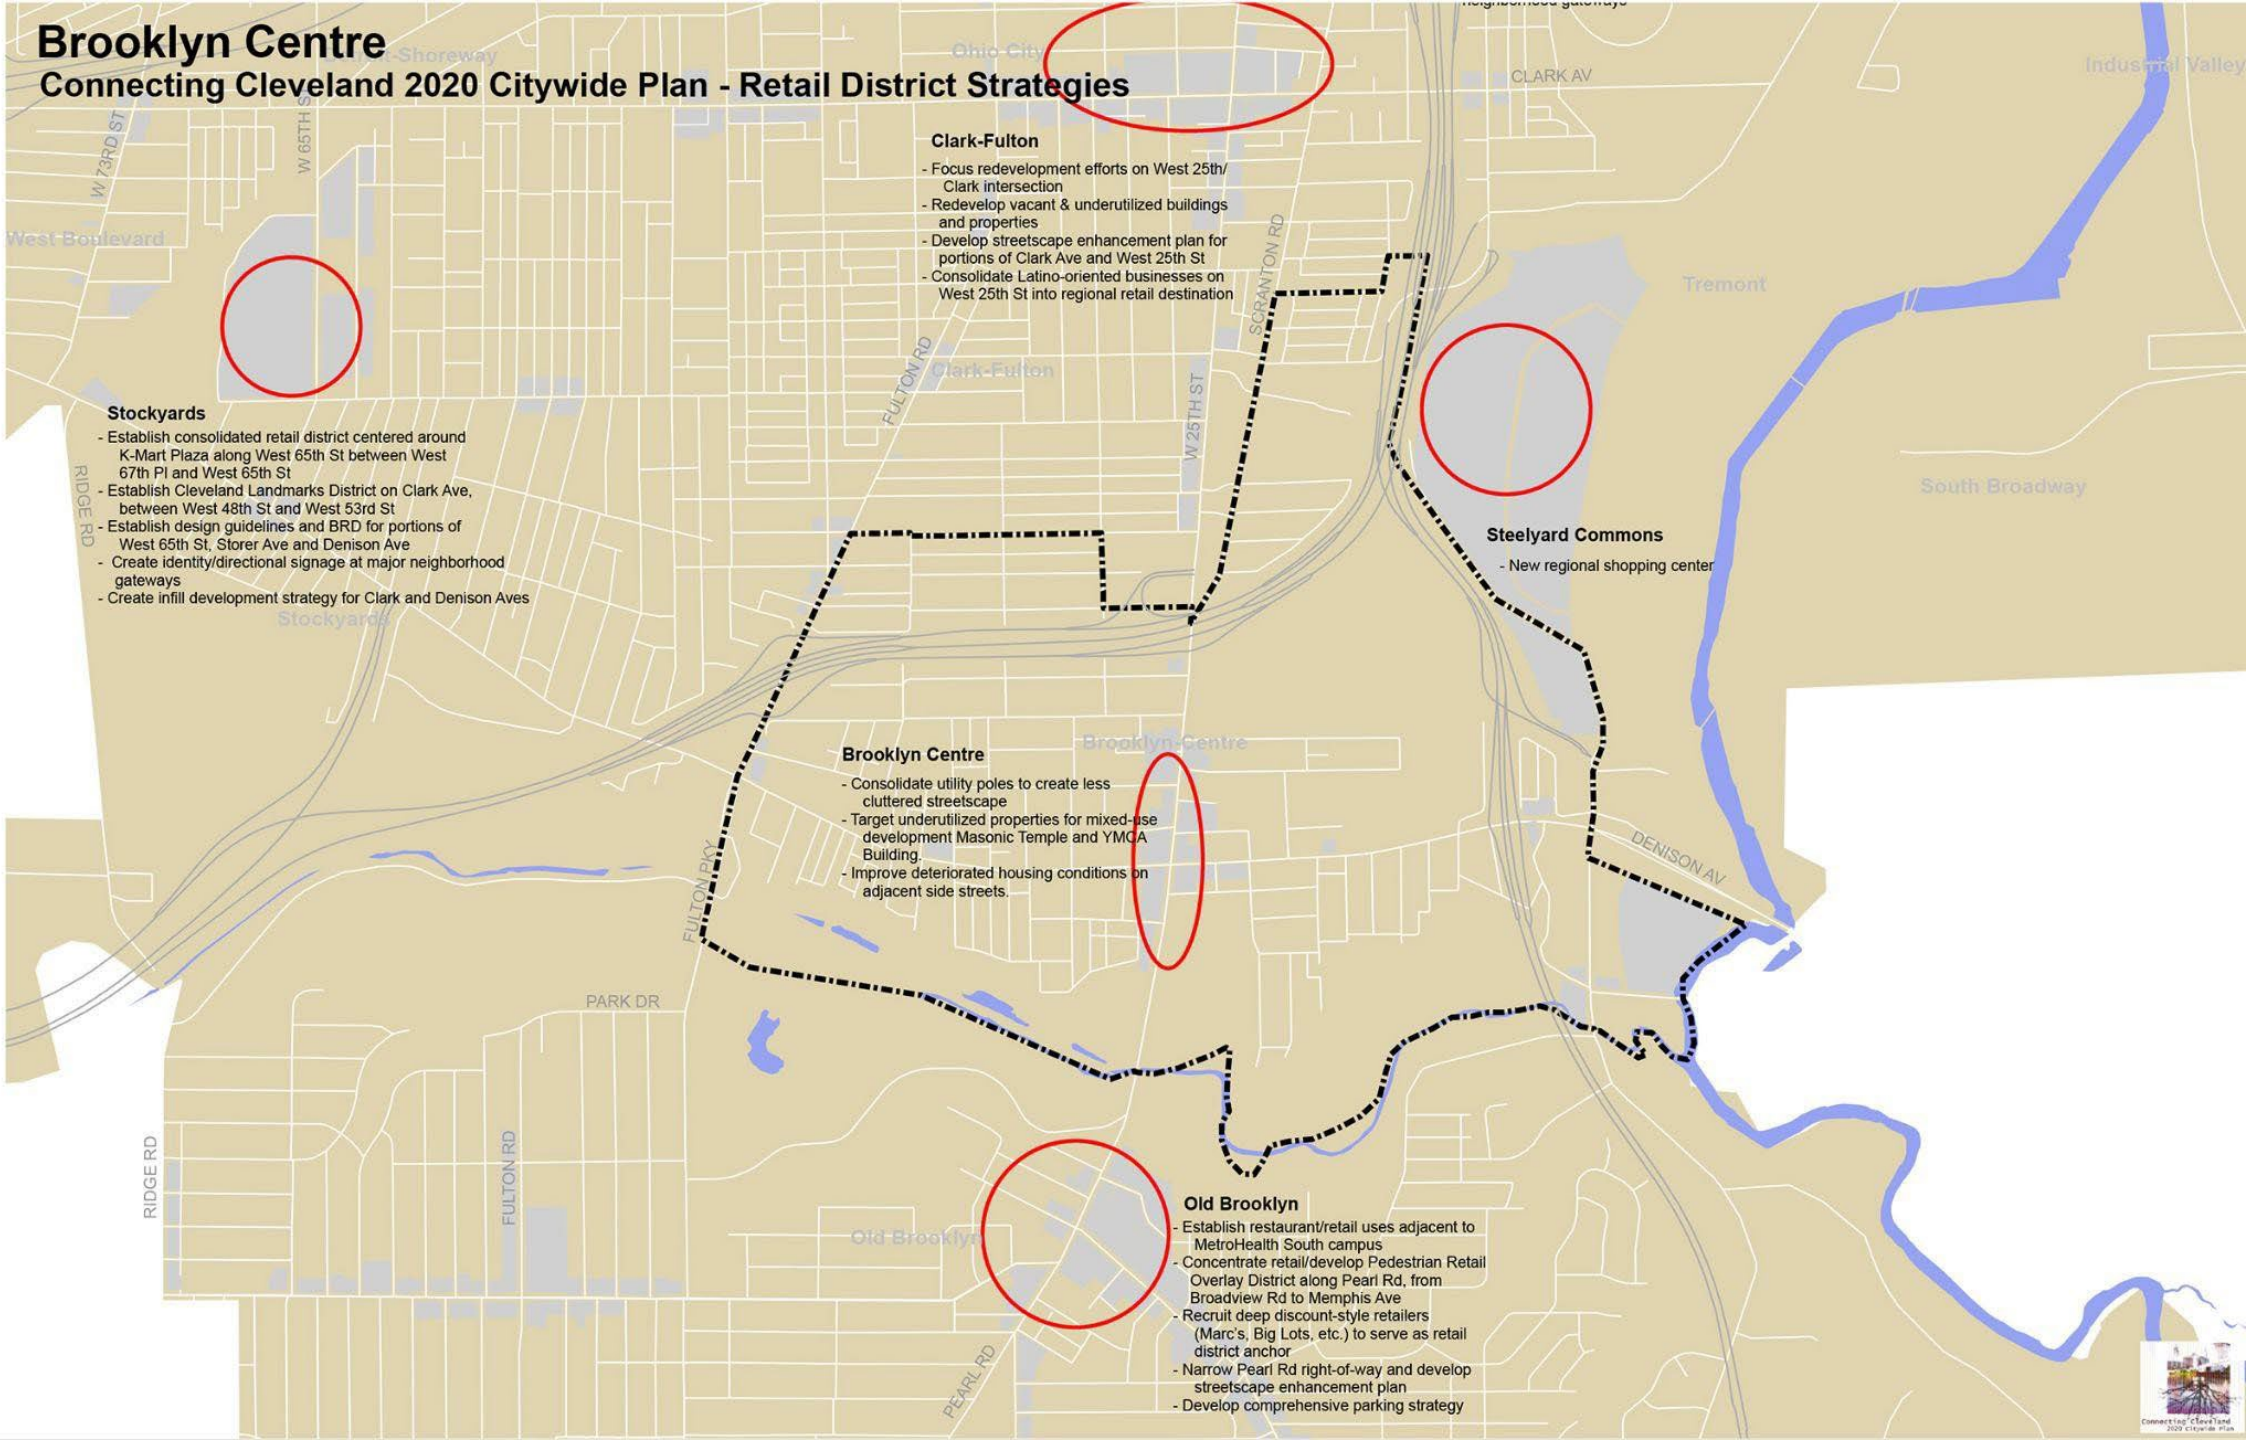 neighborhood gateways
Brooklyn Centre
Connecting Cleveland 2020 Citywide Plan - Retail District Strategies
Detroit-Shoreway
Ohio City
CLARK AV
Industrial Valley
W 73RD ST
W 65TH ST
West Boulevard
Clark-Fulton
- Focus redevelopment efforts on West 25th/
Clark intersection
- Redevelop vacant & underutilized buildings
and properties
- Develop streetscape enhancement plan for
portions of Clark Ave and West 25th St
- Consolidate Latino-oriented businesses on
West 25th St into regional retail destination
SCRANTON RD
Tremont
FULTON RD
Clark-Fulton
W 25TH ST
Stockyards
- Establish consolidated retail district centered around
K-Mart Plaza along West 65th St between West
67th Pl and West 65th St
- Establish Cleveland Landmarks District on Clark Ave,
between West 48th St and West 53rd St
- Establish design guidelines and BRD for portions of
West 65th St, Storer Ave and Denison Ave
- Create identity/directional signage at major neighborhood
gateways
- Create infill development strategy for Clark and Denison Aves
RIDGE RD
Stockyards
South Broadway
Steelyard Commons
- New regional shopping center
Brooklyn-Centre
Brooklyn Centre
- Consolidate utility poles to create less
cluttered streetscape
- Target underutilized properties for mixed-use
development Masonic Temple and YMCA
Building.
- Improve deteriorated housing conditions on
adjacent side streets.
FULTON PKY
DENISON AV
PARK DR
RIDGE RD
FULTON RD
Old Brooklyn
Old Brooklyn
- Establish restaurant/retail uses adjacent to
MetroHealth South campus
- Concentrate retail/develop Pedestrian Retail
Overlay District along Pearl Rd, from
Broadview Rd to Memphis Ave
- Recruit deep discount-style retailers
(Marc's, Big Lots, etc.) to serve as retail
district anchor
- Narrow Pearl Rd right-of-way and develop
streetscape enhancement plan
- Develop comprehensive parking strategy
PEARL RD
Connecting Cleveland
2020 Citywide Plan